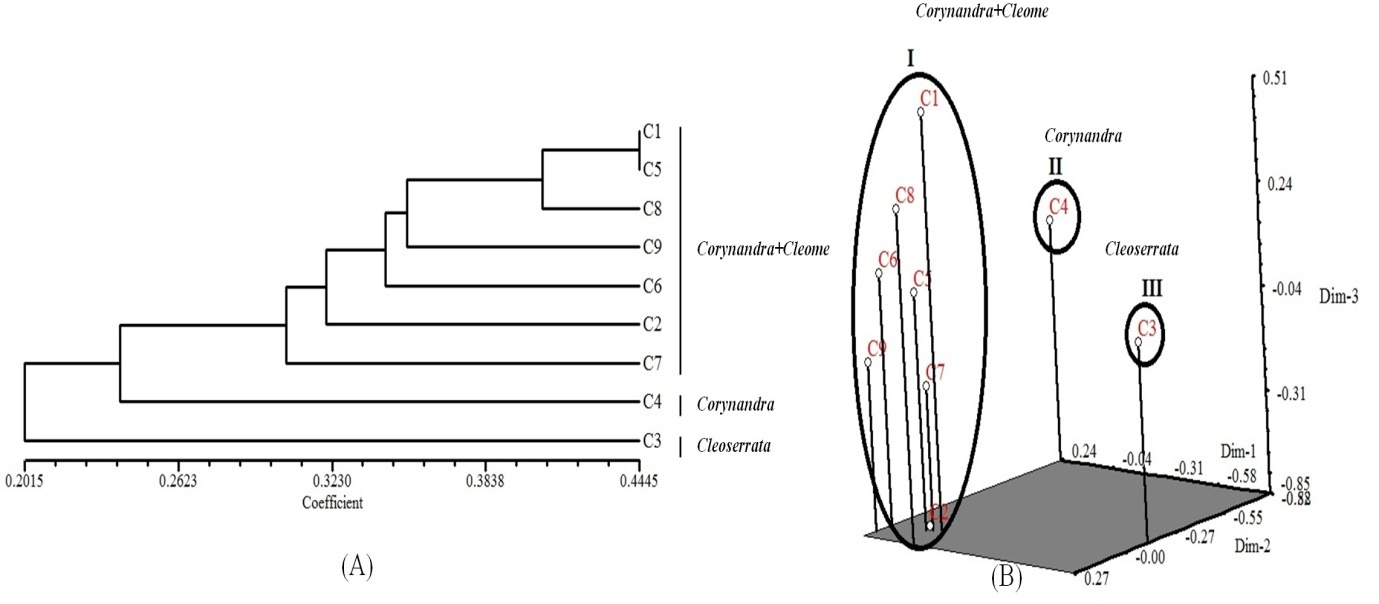 C1
C5
C8
C9
C6
C2
C7
C4
C3
Corynandra+Cleome
Corynandra
Cleoserrata
0.2015 0.2623 0.3230 0.3838 0.4445
Coefficient
(A)
Corynandra+Cleome
I
C1
C8
C6
C5
C9
C7
C2
Corynandra
II
C4
Cleoserrata
III
C3
0.51
0.24
-0.04
-0.31
-0.85
Dim-3
0.24 -0.04 -0.31 -0.58
Dim-1
-0.55
-0.27
-0.00
0.27
Dim-2
(B)